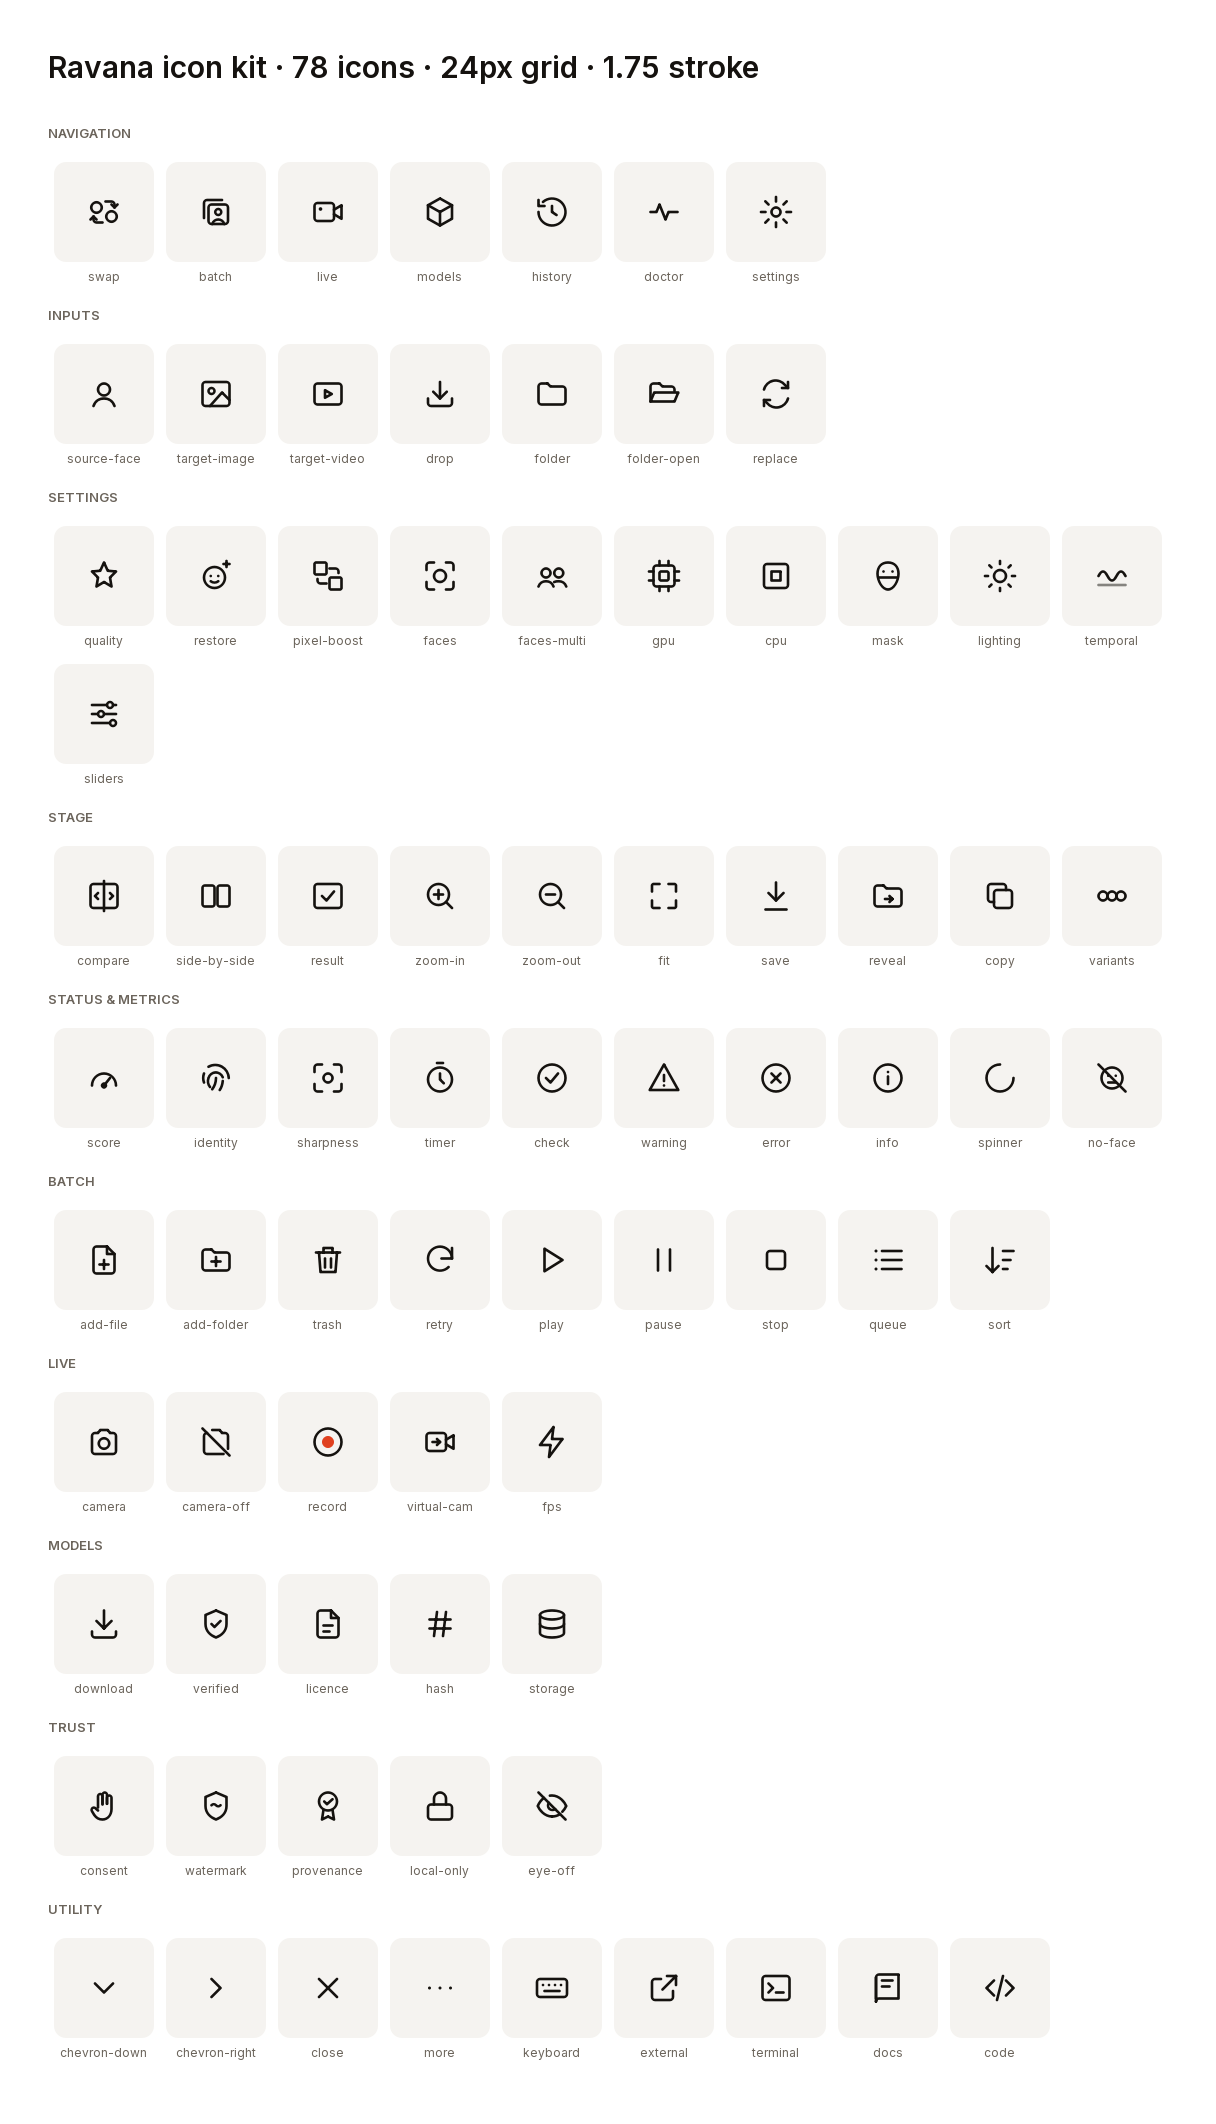 Ravana icon kit · 78 icons · 24px grid · 1.75 stroke
NAVIGATION
swap batch live models history doctor settings
INPUTS
source-face target-image target-video drop folder folder-open replace
SETTINGS
quality restore pixel-boost faces faces-multi gpu cpu mask lighting temporal
sliders
STAGE
compare side-by-side result zoom-in zoom-out fit save reveal copy variants
STATUS & METRICS
score identity sharpness timer check warning error info spinner no-face
BATCH
add-file add-folder trash retry play pause stop queue sort
LIVE
camera camera-off record virtual-cam fps
MODELS
download verified licence hash storage
TRUST
consent watermark provenance local-only eye-off
UTILITY
chevron-down chevron-right close more keyboard external terminal docs code